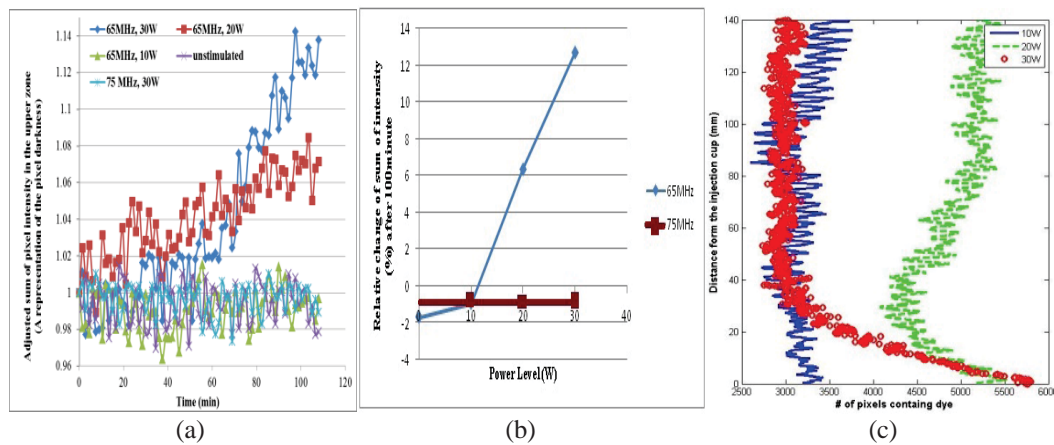 65MHz, 30W
65MHz, 20W
65MHz, 10W
unstimulated
75 MHz, 30W
1.14
1.12
1.1
1.08
1.06
1.04
1.02
1
0.98
0.96
0
20
40
60
80
100
120
Time (min)
Adjusted sum of pixel intensity in the upper zone
(A representation of the pixel darkness)
(a)
14
12
10
8
6
4
2
0
-2
-4
10
20
30
40
Power Level(W)
Relative change of sum of intensity
(%) after 100minute
65MHz
75MHz
(b)
140
120
100
80
60
40
20
0
2500
3000
3500
4000
4500
5000
5500
6000
# of pixels containg dye
Distance form the injection cup (mm)
10W
20W
30W
(c)